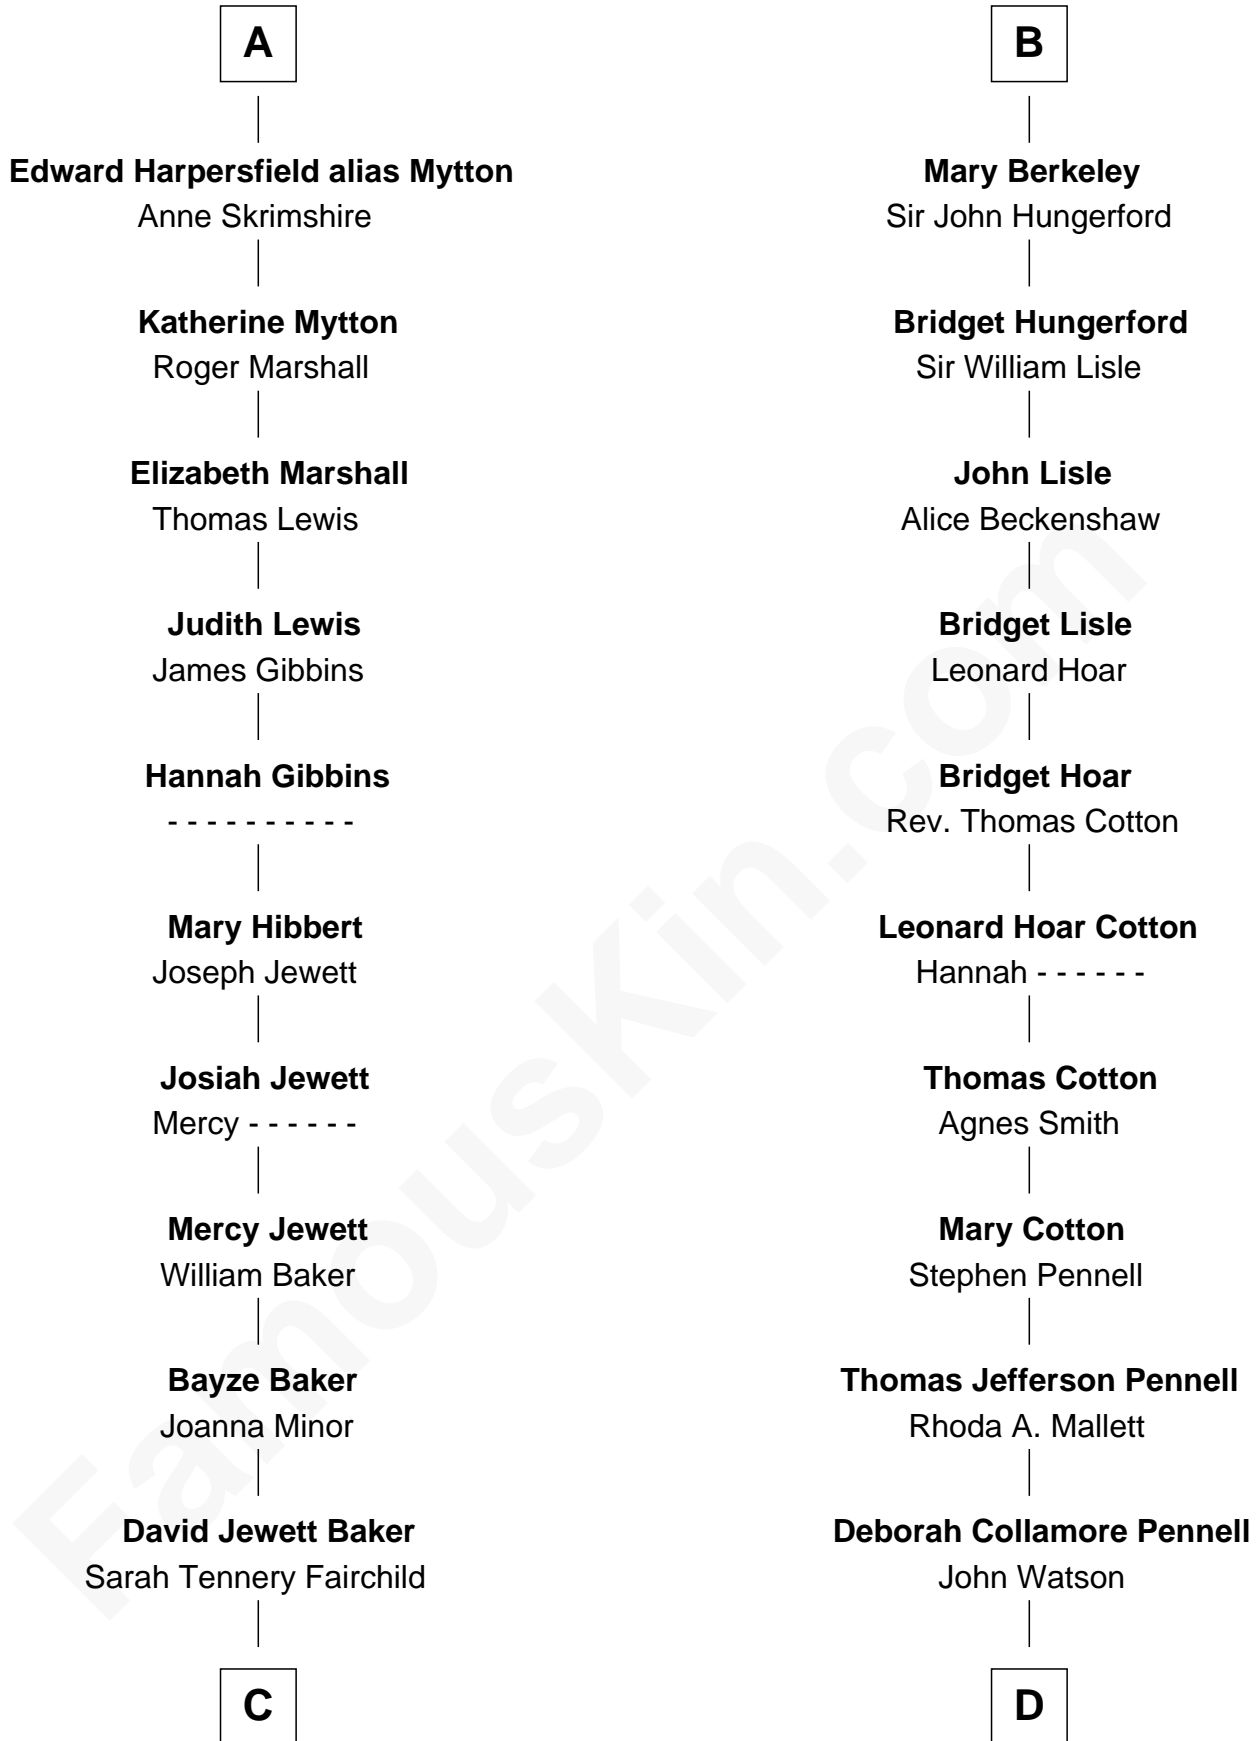 A
Edward Harpersfield alias Mytton
Anne Skrimshire
Katherine Mytton
Roger Marshall
Elizabeth Marshall
Thomas Lewis
Judith Lewis
James Gibbins
Hannah Gibbins
- - - - - - - - - -
Mary Hibbert
Joseph Jewett
Josiah Jewett
Mercy - - - - - -
Mercy Jewett
William Baker
Bayze Baker
Joanna Minor
David Jewett Baker
Sarah Tennery Fairchild
C
B
Mary Berkeley
Sir John Hungerford
Bridget Hungerford
Sir William Lisle
John Lisle
Alice Beckenshaw
Bridget Lisle
Leonard Hoar
Bridget Hoar
Rev. Thomas Cotton
Leonard Hoar Cotton
Hannah - - - - - -
Thomas Cotton
Agnes Smith
Mary Cotton
Stephen Pennell
Thomas Jefferson Pennell
Rhoda A. Mallett
Deborah Collamore Pennell
John Watson
D
FamousKin.com